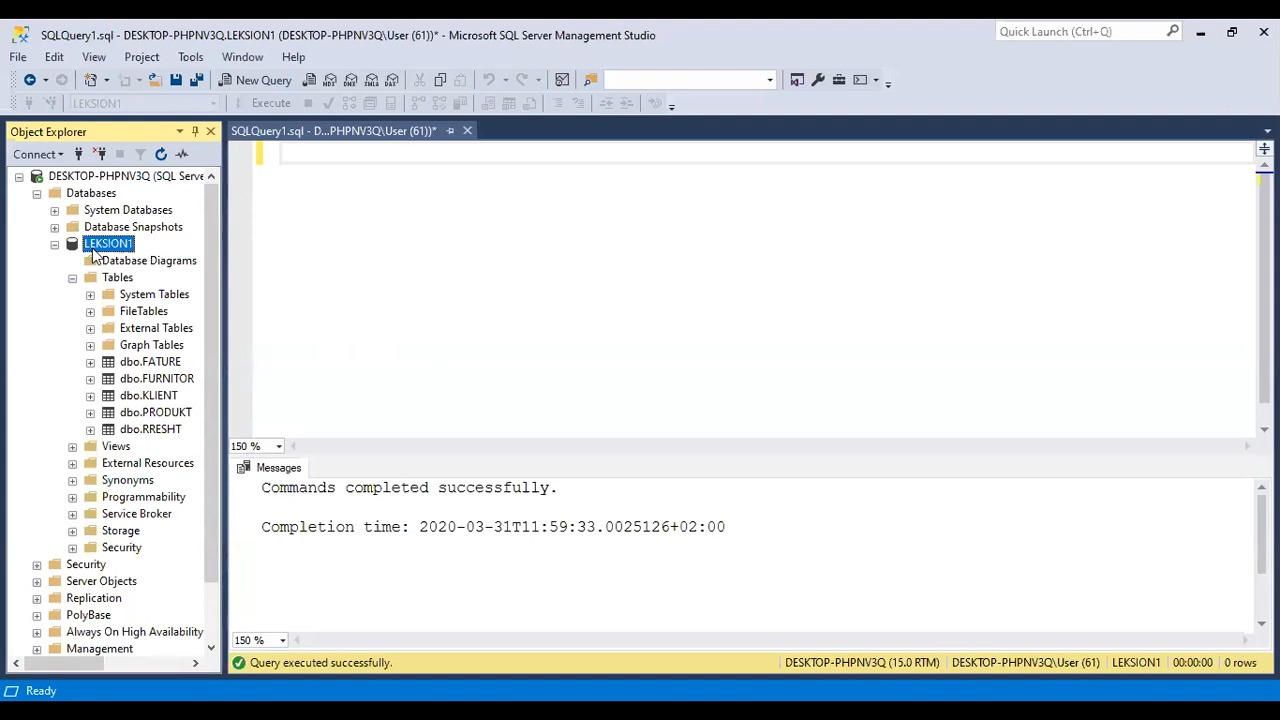 SQLQuery1.sql - DESKTOP-PHPNV3Q.LEKSION1 (DESKTOP-PHPNV3Q\User (61))* - Microsoft SQL Server Management Studio
Quick Launch (Ctrl+Q)
File Edit View Project Tools Window Help
New Query
MDX DMX XMLA DAX
LEKSION1
Execute
Object Explorer
SQLQuery1.sql - D...PHPNV3Q\User (61))*
Connect
DESKTOP-PHPNV3Q (SQL Serve
Databases
System Databases
Database Snapshots
LEKSION1
Database Diagrams
Tables
System Tables
FileTables
External Tables
Graph Tables
dbo.FATURE
dbo.FURNITOR
dbo.KLIENT
dbo.PRODUKT
dbo.RRESHT
Views
External Resources
Synonyms
Programmability
Service Broker
Storage
Security
Security
Server Objects
Replication
PolyBase
Always On High Availability
Management
150 %
Messages
Commands completed successfully.
Completion time: 2020-03-31T11:59:33.0025126+02:00
150 %
Query executed successfully.
DESKTOP-PHPNV3Q (15.0 RTM)
DESKTOP-PHPNV3Q\User (61)
LEKSION1
00:00:00
0 rows
Ready